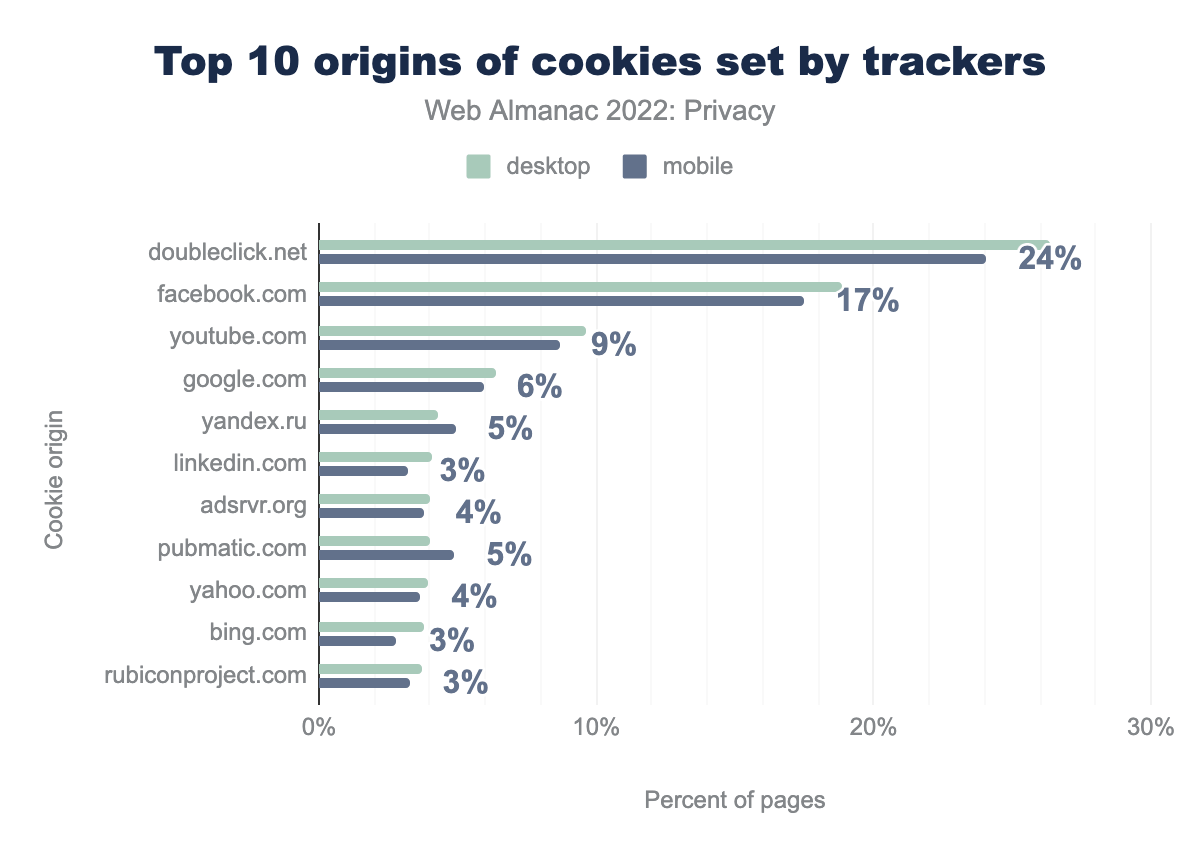 Top 10 origins of cookies set by trackers
Web Almanac 2022: Privacy
desktop mobile
Cookie origin
doubleclick.net 24%
facebook.com 17%
youtube.com 9%
google.com 6%
yandex.ru 5%
linkedin.com 3%
adsrvr.org 4%
pubmatic.com 5%
yahoo.com 4%
bing.com 3%
rubiconproject.com 3%
0% 10% 20% 30%
Percent of pages